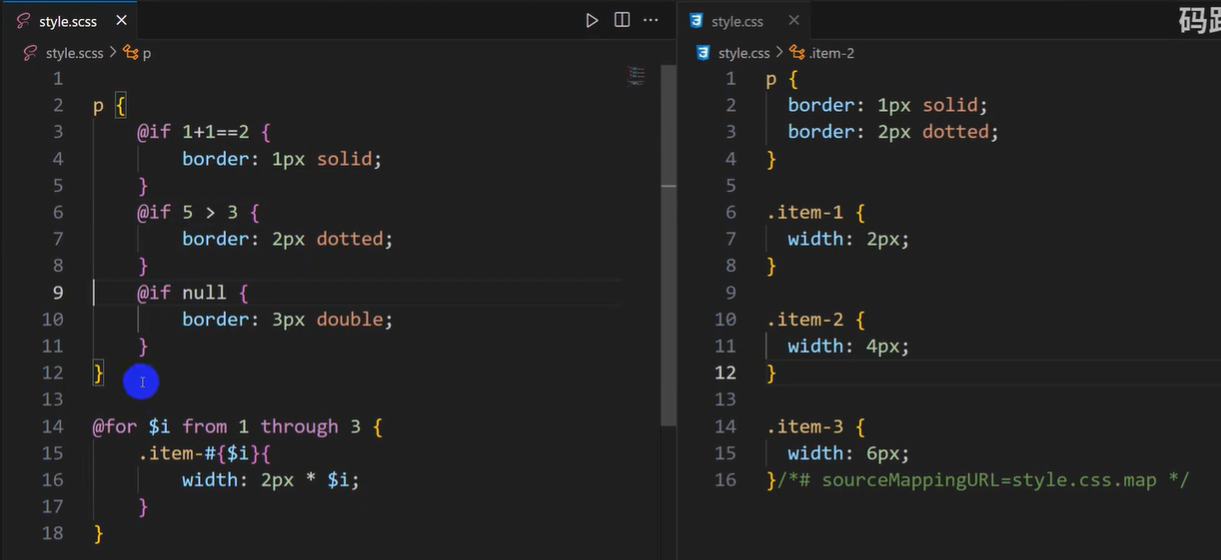 style.scss
style.scss > p
1
2 p {
3 @if 1+1==2 {
4 border: 1px solid;
5 }
6 @if 5 > 3 {
7 border: 2px dotted;
8 }
9 @if null {
10 border: 3px double;
11 }
12 }
13
14 @for $i from 1 through 3 {
15 .item-#{$i}{
16 width: 2px * $i;
17 }
18 }
style.css
码
style.css > .item-2
1 p {
2 border: 1px solid;
3 border: 2px dotted;
4 }
5
6 .item-1 {
7 width: 2px;
8 }
9
10 .item-2 {
11 width: 4px;
12 }
13
14 .item-3 {
15 width: 6px;
16 }/*# sourceMappingURL=style.css.map */